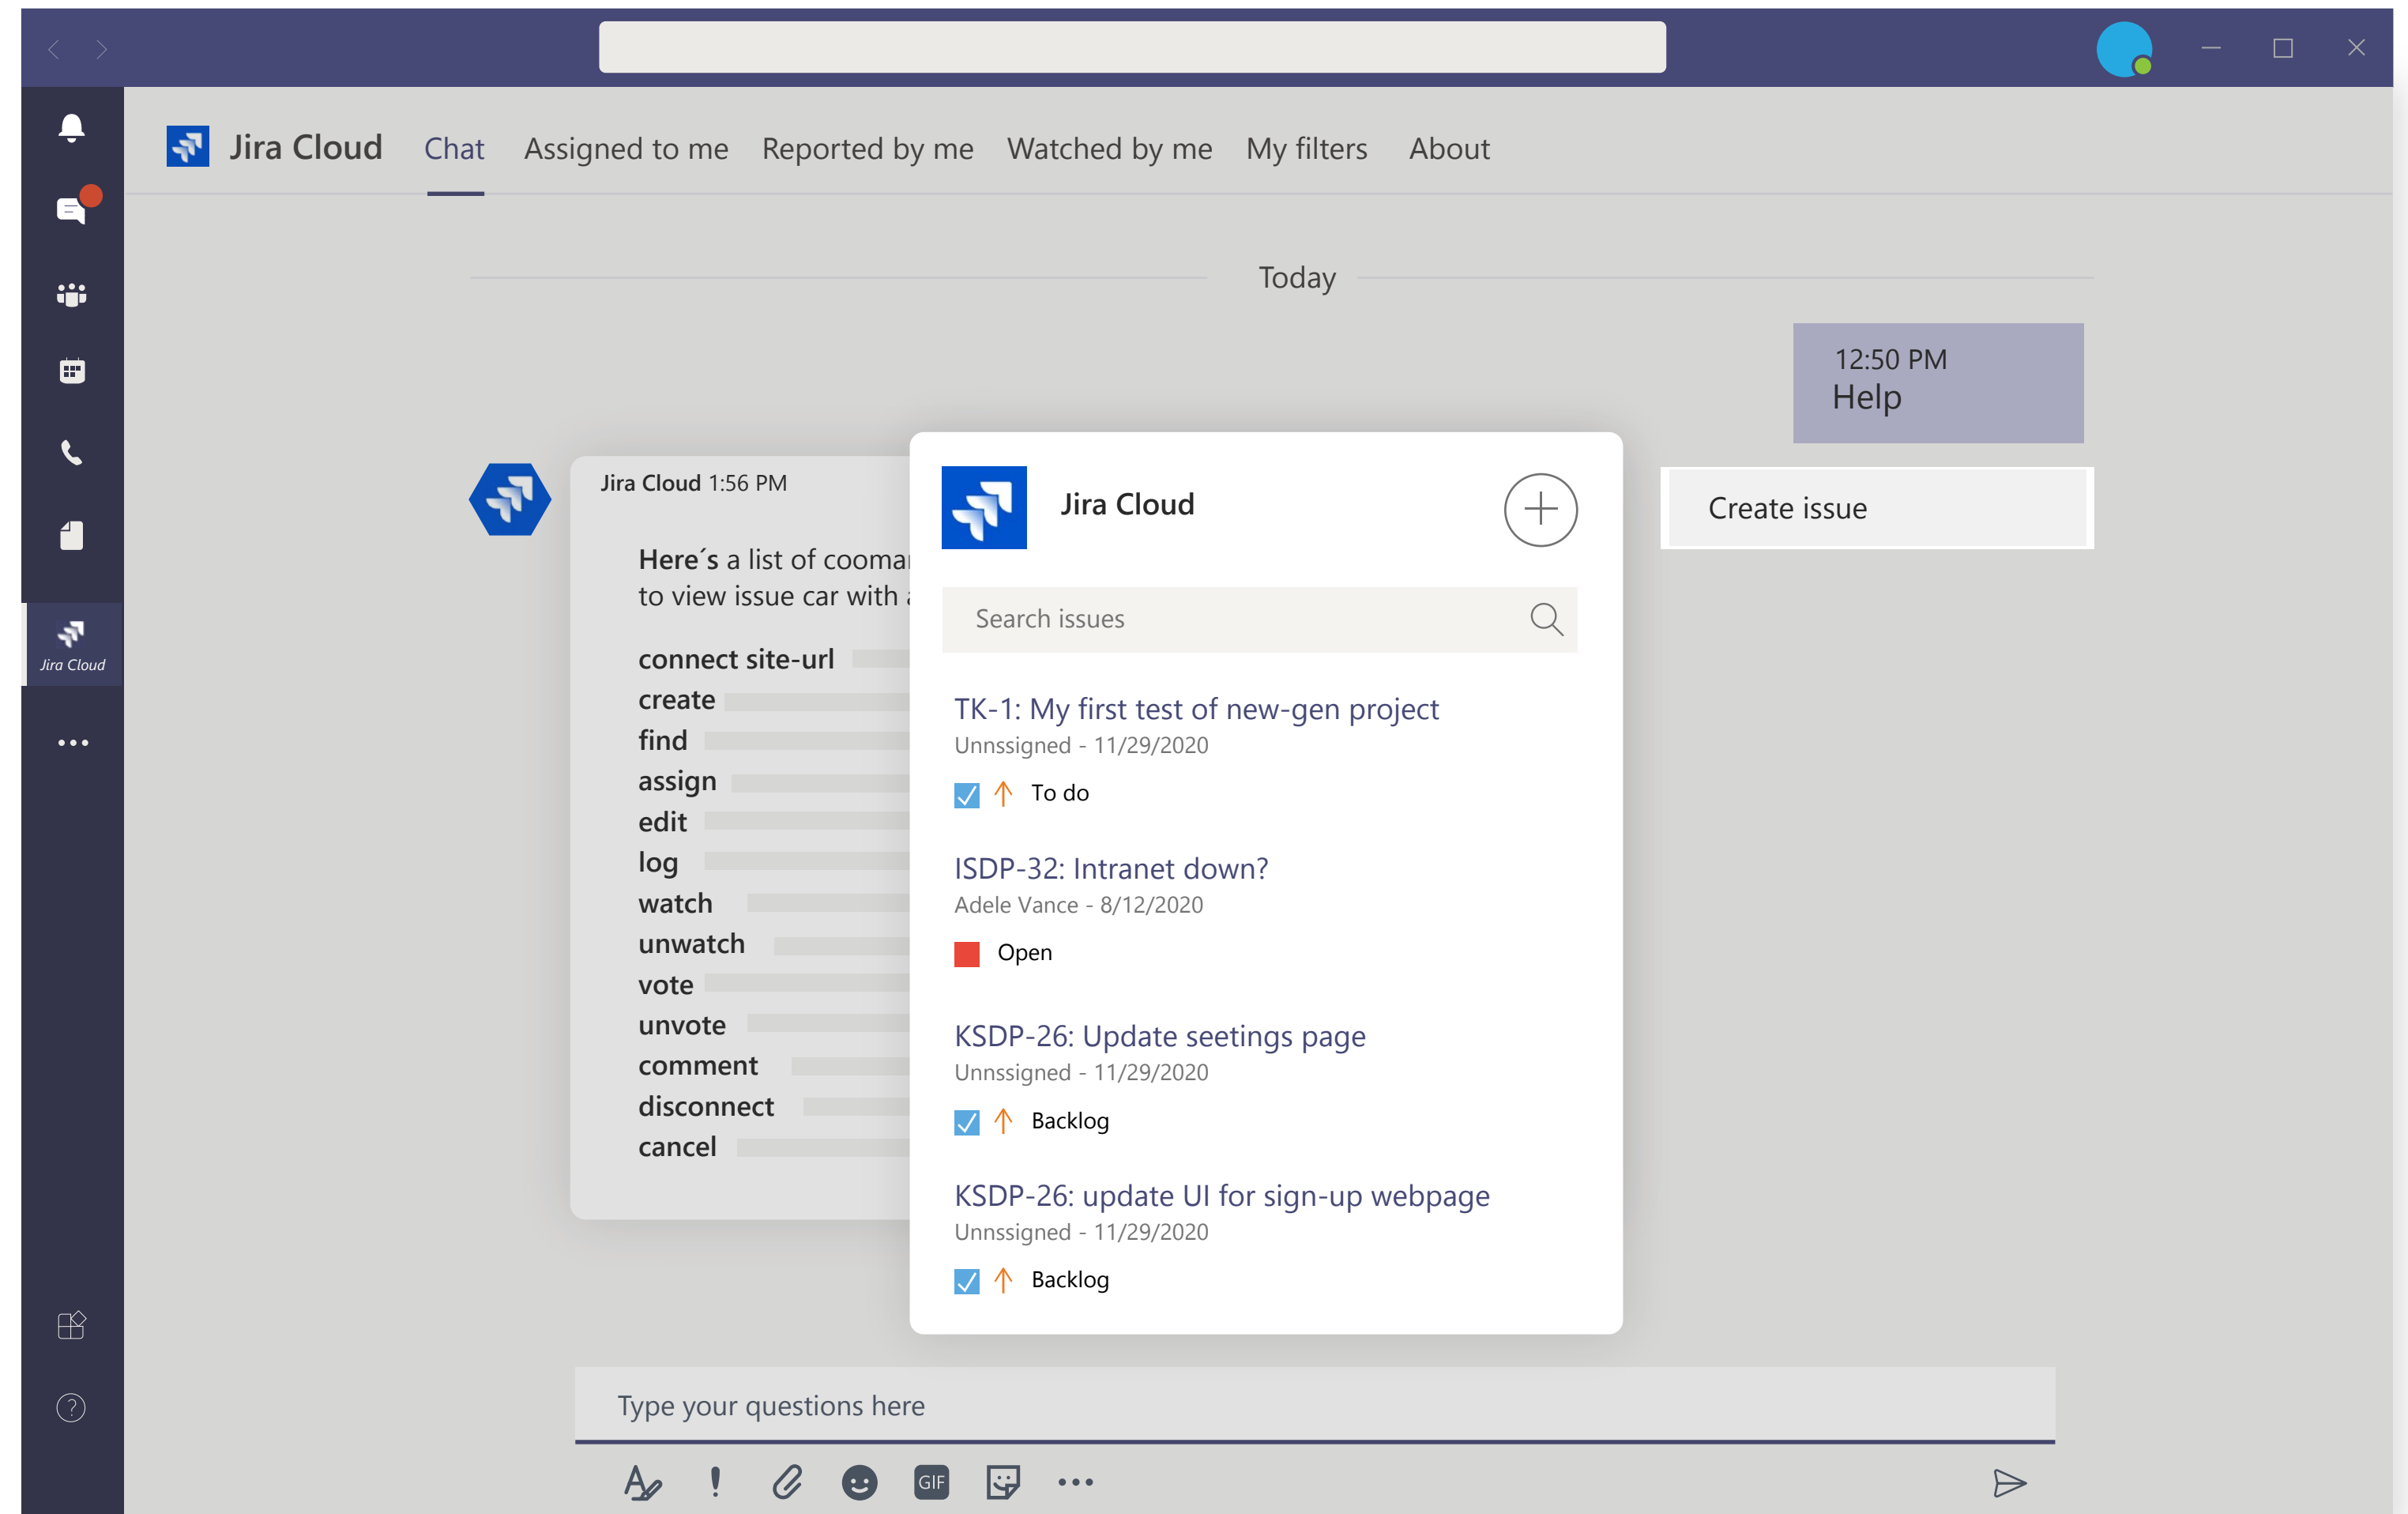 Jira Cloud Chat Assigned to me Reported by me Watched by me My filters About
Today
12:50 PM
Help
Create issue
Jira Cloud
Jira Cloud 1:56 PM
Here´s a list of
to view issue car with
connect site-url
create
find
assign
edit
log
watch
unwatch
vote
unvote
comment
disconnect
cancel
Jira Cloud
Search issues
TK-1: My first test of new-gen project
Unnssigned - 11/29/2020
To do
ISDP-32: Intranet down?
Adele Vance - 8/12/2020
Open
KSDP-26: Update seetings page
Unnssigned - 11/29/2020
Backlog
KSDP-26: update UI for sign-up webpage
Unnssigned - 11/29/2020
Backlog
Type your questions here
GIF